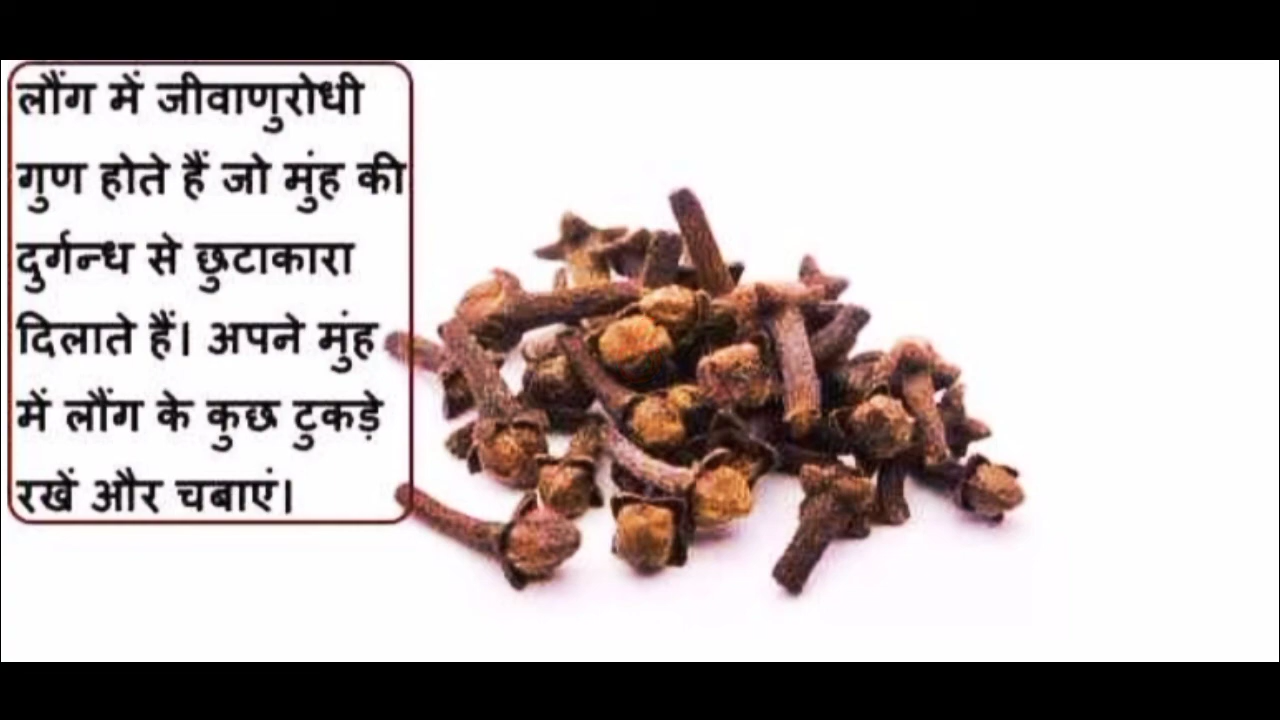 लौंग में जीवाणुरोधी
गुण होते हैं जो मुंह की
दुर्गन्ध से छुटाकारा
दिलाते हैं। अपने मुंह
में लौंग के कुछ टुकड़े
रखें और चबाएं।